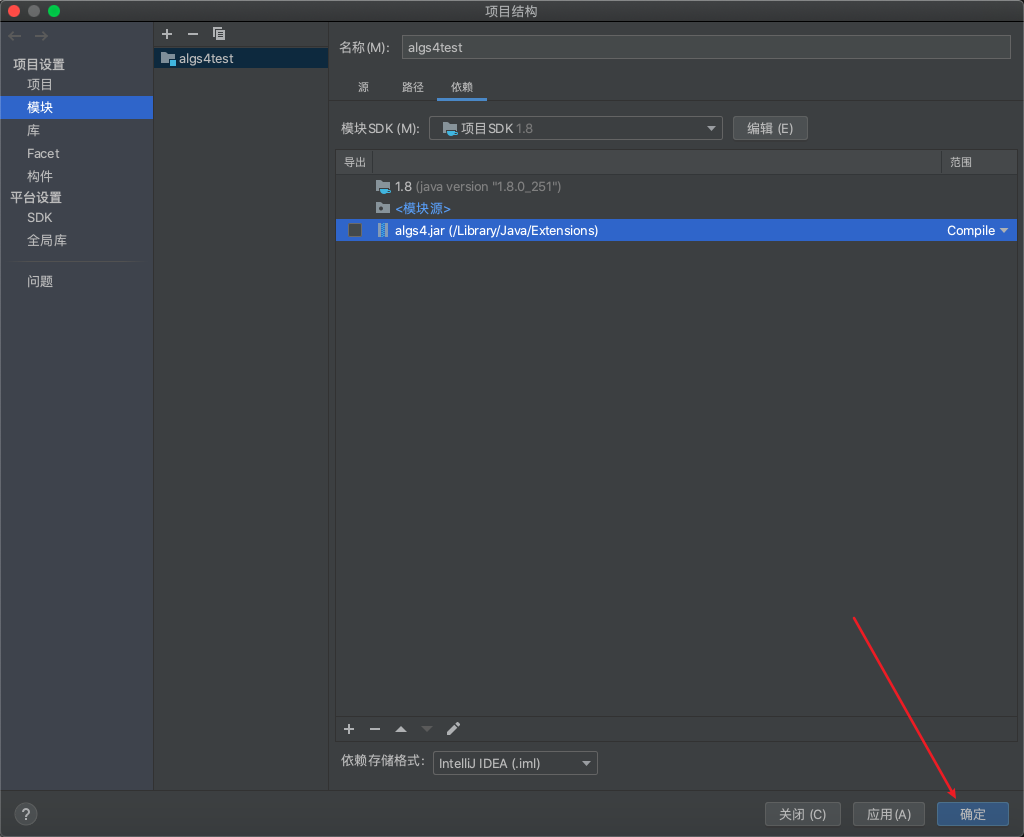 项目结构
项目设置
项目
模块
库
Facet
构件
平台设置
SDK
全局库
问题
algs4test
名称(M): algs4test
源 路径 依赖
模块SDK (M): 项目SDK 1.8 编辑 (E)
导出 范围
1.8 (java version "1.8.0_251")
<模块源>
algs4.jar (/Library/Java/Extensions) Compile
依赖存储格式: IntelliJ IDEA (.iml)
? 关闭 (C) 应用(A) 确定